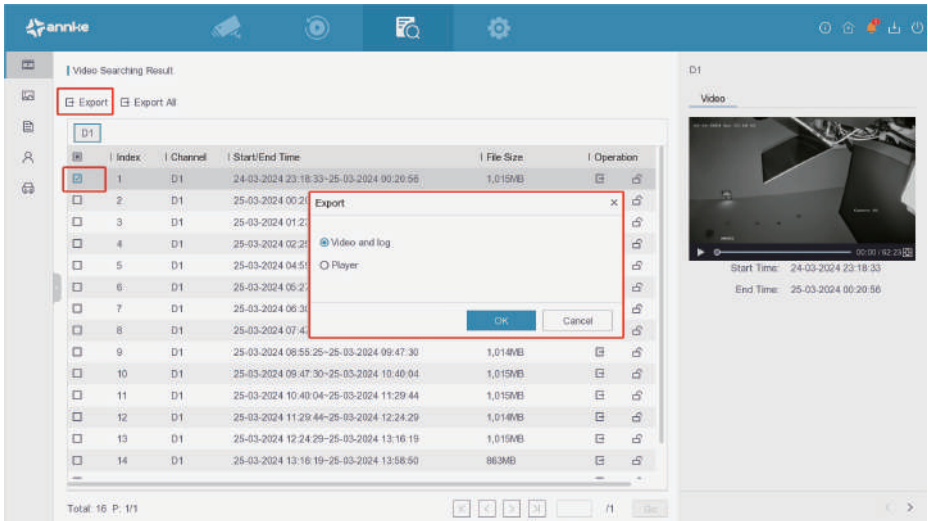 annke
Video Searching Result
Export Export All
D1
Index Channel Start/End Time File Size Operation
1 D1 24-03-2024 23:18:33~25-03-2024 00:20:56 1,015MB
2 D1 25-03-2024 00:20
3 D1 25-03-2024 01:27
4 D1 25-03-2024 02:25
5 D1 25-03-2024 04:55
6 D1 25-03-2024 05:27
7 D1 25-03-2024 06:38
8 D1 25-03-2024 07:47
9 D1 25-03-2024 08:55:25~25-03-2024 09:47:30 1,014MB
10 D1 25-03-2024 09:47:30~25-03-2024 10:40:04 1,015MB
11 D1 25-03-2024 10:40:04~25-03-2024 11:29:44 1,015MB
12 D1 25-03-2024 11:29:44~25-03-2024 12:24:29 1,014MB
13 D1 25-03-2024 12:24:29~25-03-2024 13:16:19 1,015MB
14 D1 25-03-2024 13:16:19~25-03-2024 13:58:50 863MB
Total: 16 P: 1/1
/1 Go
Export
Video and log
Player
OK Cancel
D1
Video
00:00 / 62:23
Start Time: 24-03-2024 23:18:33
End Time: 25-03-2024 00:20:56